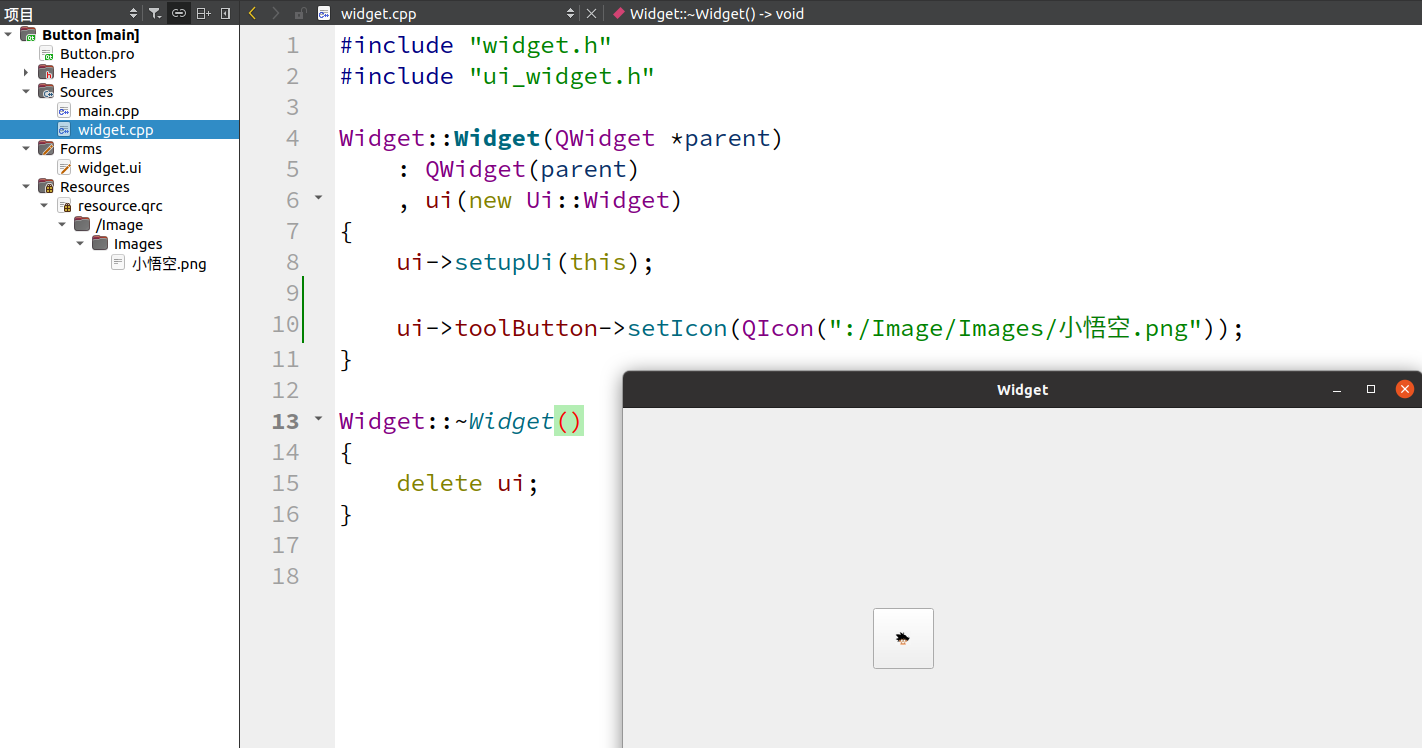 项目
widget.cpp
Widget::~Widget() -> void
Button [main]
Button.pro
Headers
Sources
main.cpp
widget.cpp
Forms
widget.ui
Resources
resource.qrc
/Image
Images
小悟空.png
1 #include "widget.h"
2 #include "ui_widget.h"
3
4 Widget::Widget(QWidget *parent)
5     : QWidget(parent)
6     , ui(new Ui::Widget)
7 {
8     ui->setupUi(this);
9
10     ui->toolButton->setIcon(QIcon(":/Image/Images/小悟空.png"));
11 }
12
13 Widget::~Widget()
14 {
15     delete ui;
16 }
17
18
Widget